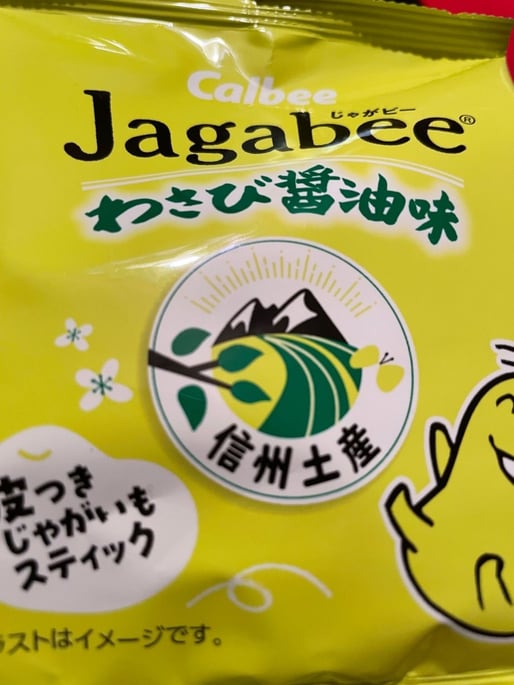 Calbee
じゃがビー
Jagabee®
わさび醤油味
信州土産
皮つき
じゃがいも
スティック
ラストはイメージです。